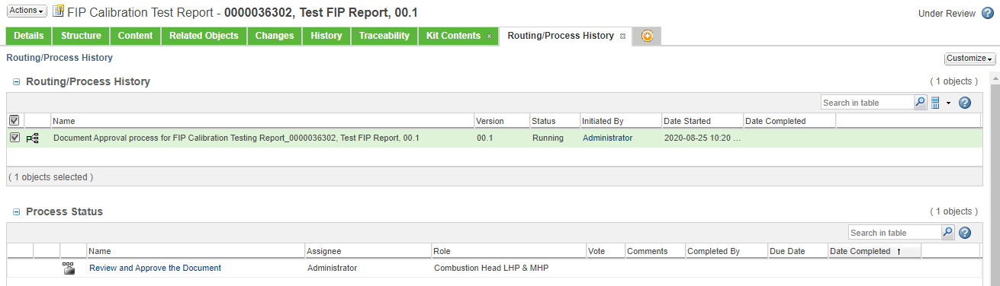 Actions FIP Calibration Test Report - 0000036302, Test FIP Report, 00.1 Under Review
Details Structure Content Related Objects Changes History Traceability Kit Contents Routing/Process History
Routing/Process History
Customize
Routing/Process History ( 1 objects )
Search in table
Name Version Status Initiated By Date Started Date Completed
Document Approval process for FIP Calibration Testing Report_0000036302, Test FIP Report, 00.1 00.1 Running Administrator 2020-08-25 10:20 ...
( 1 objects selected )
Process Status ( 1 objects )
Search in table
Name Assignee Role Vote Comments Completed By Due Date Date Completed ↑
Review and Approve the Document Administrator Combustion Head LHP & MHP